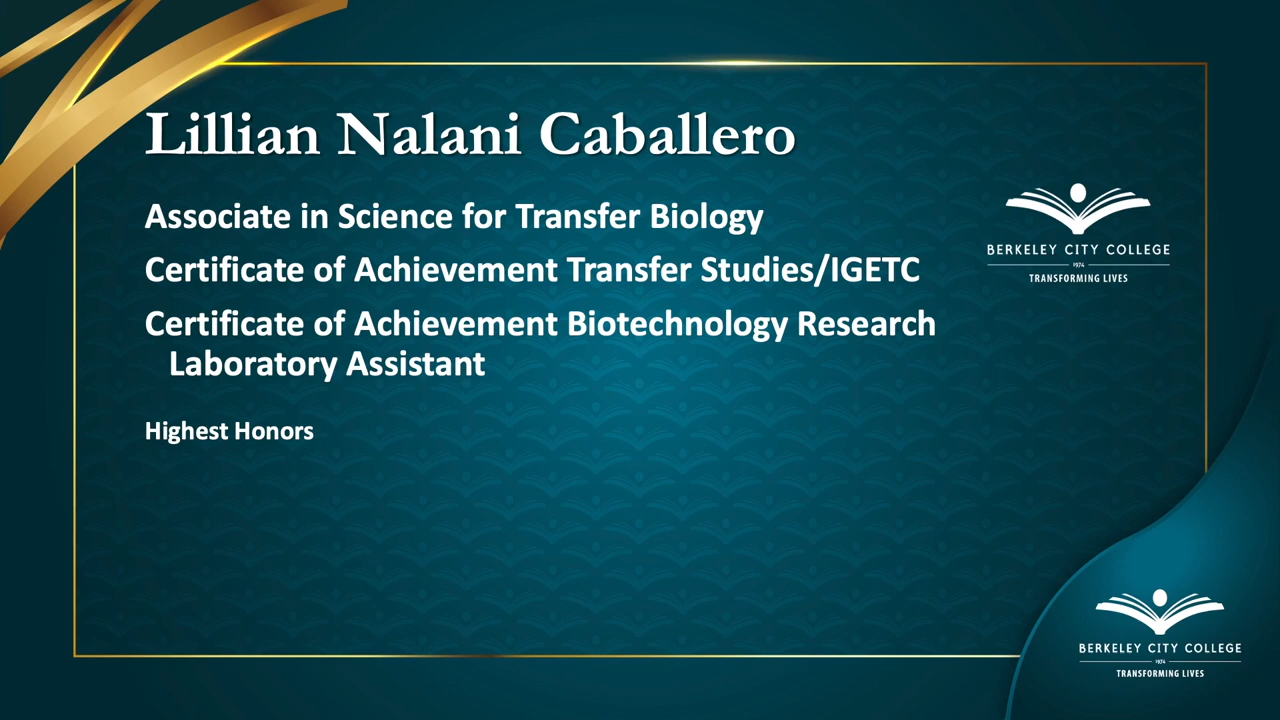 Lillian Nalani Caballero
Associate in Science for Transfer Biology
Certificate of Achievement Transfer Studies/IGETC
Certificate of Achievement Biotechnology Research
Laboratory Assistant
Highest Honors
BERKELEY CITY COLLEGE
1974
TRANSFORMING LIVES
BERKELEY CITY COLLEGE
1974
TRANSFORMING LIVES